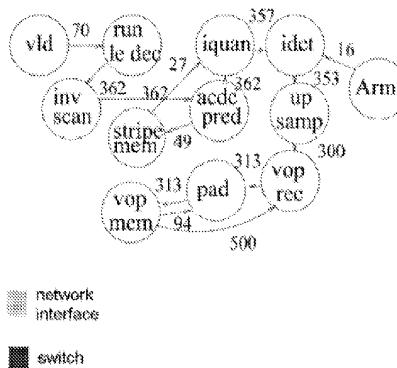 vld
70
run
le dec
inv
scan
362
362
27
stripe
mem
49
acdc
pred
362
iquan
357
idct
16
Arm
353
up
samp
300
vop
rec
313
pad
313
94
vop
mem
500
network
interface
switch